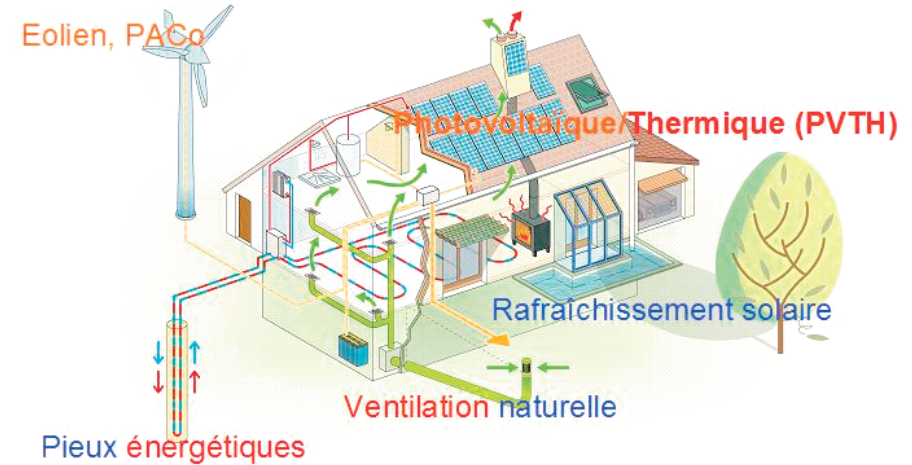 Eolien, PACo
Photovoltaïque/Thermique (PVTH)
Rafraîchissement solaire
Ventilation naturelle
Pieux énergétiques